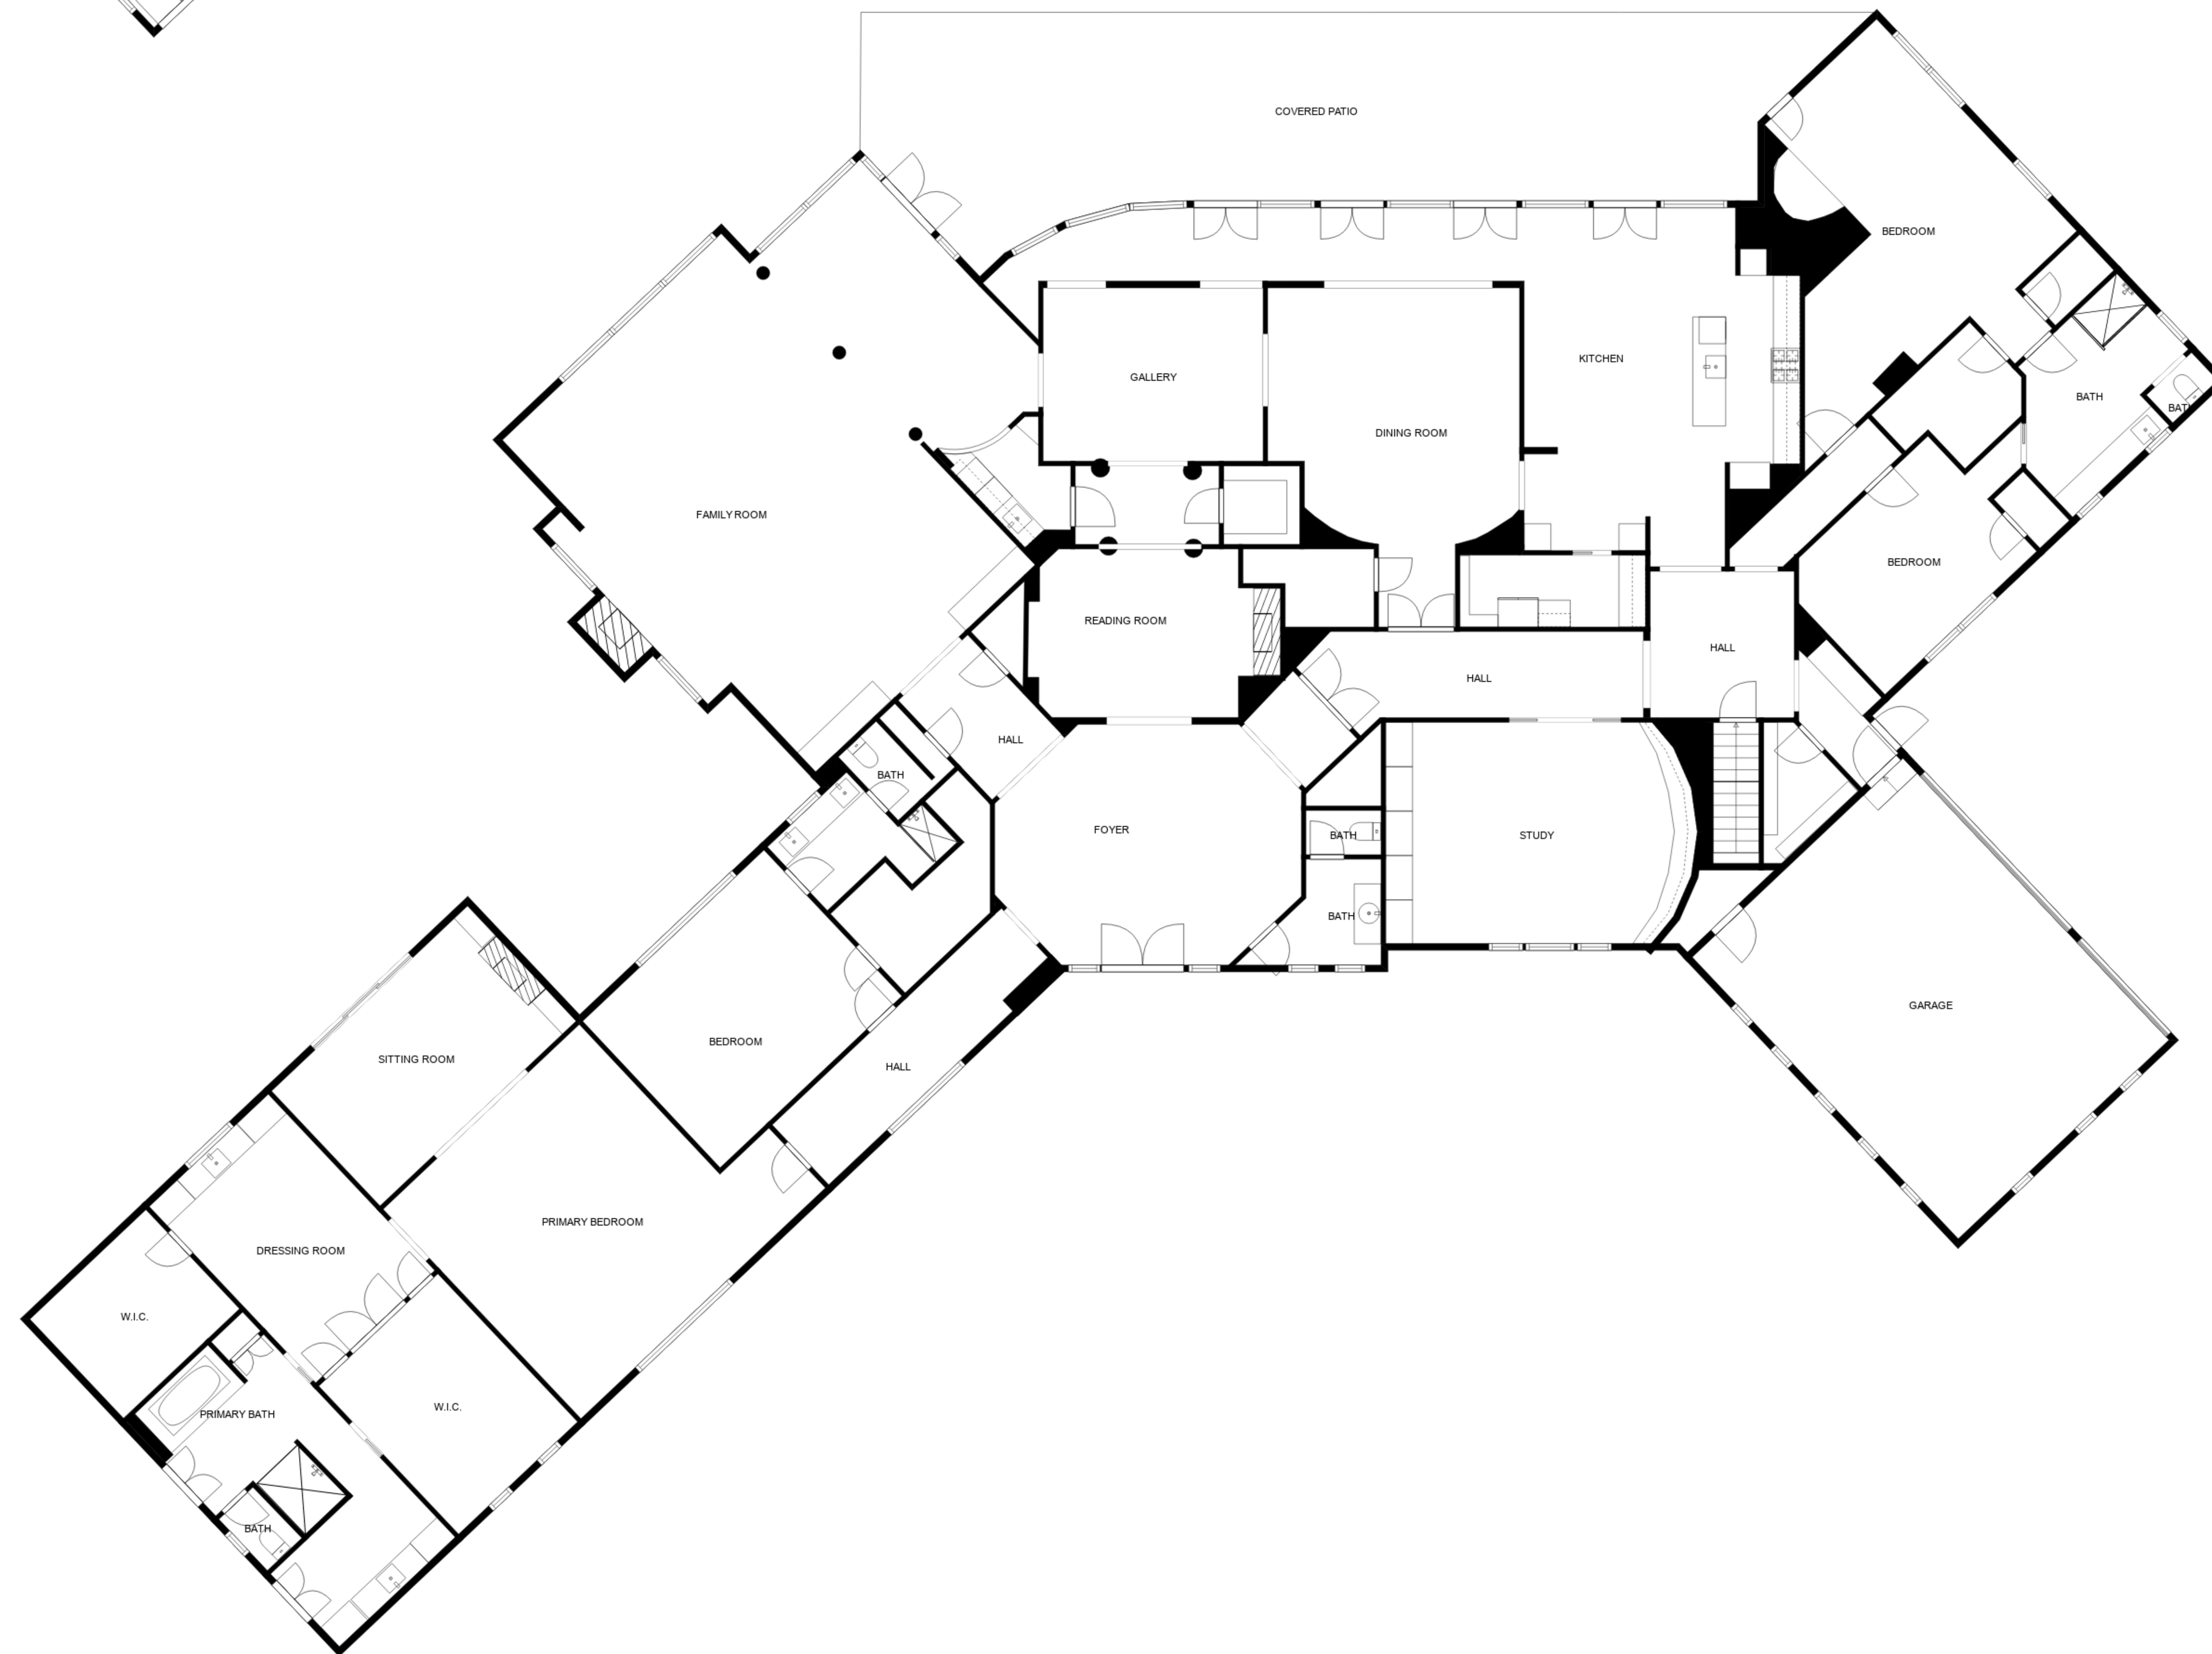 COVERED PATIO
BEDROOM
KITCHEN
GALLERY
BATH
BATH
DINING ROOM
FAMILY ROOM
BEDROOM
READING ROOM
HALL
HALL
HALL
BATH
FOYER
BATH
STUDY
BATH
GARAGE
BEDROOM
SITTING ROOM
HALL
PRIMARY BEDROOM
DRESSING ROOM
W.I.C.
W.I.C.
PRIMARY BATH
BATH